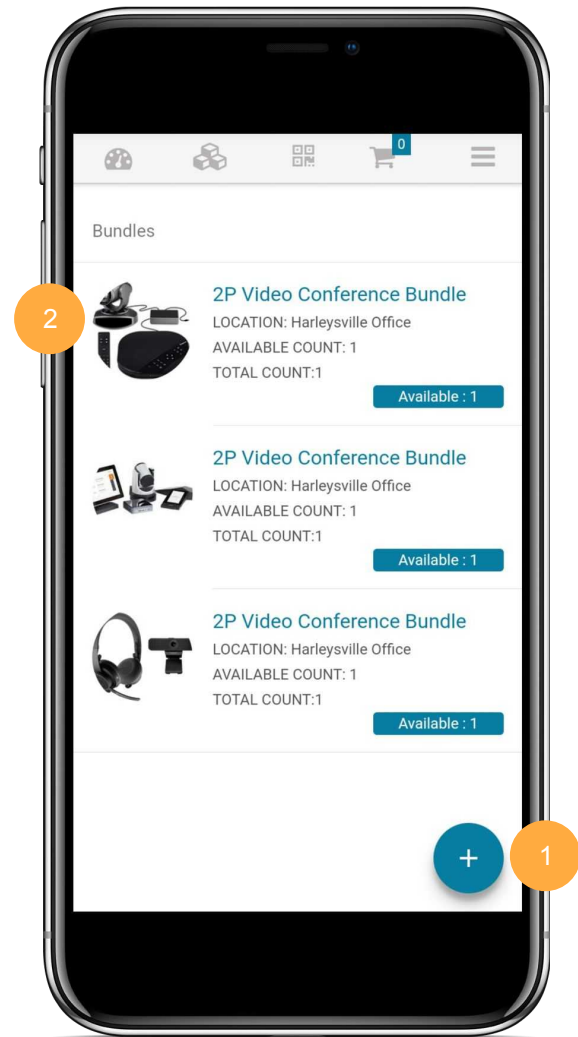 0
Bundles
2
2P Video Conference Bundle
LOCATION: Harleysville Office
AVAILABLE COUNT: 1
TOTAL COUNT:1
Available : 1
2P Video Conference Bundle
LOCATION: Harleysville Office
AVAILABLE COUNT: 1
TOTAL COUNT:1
Available : 1
2P Video Conference Bundle
LOCATION: Harleysville Office
AVAILABLE COUNT: 1
TOTAL COUNT:1
Available : 1
+
1